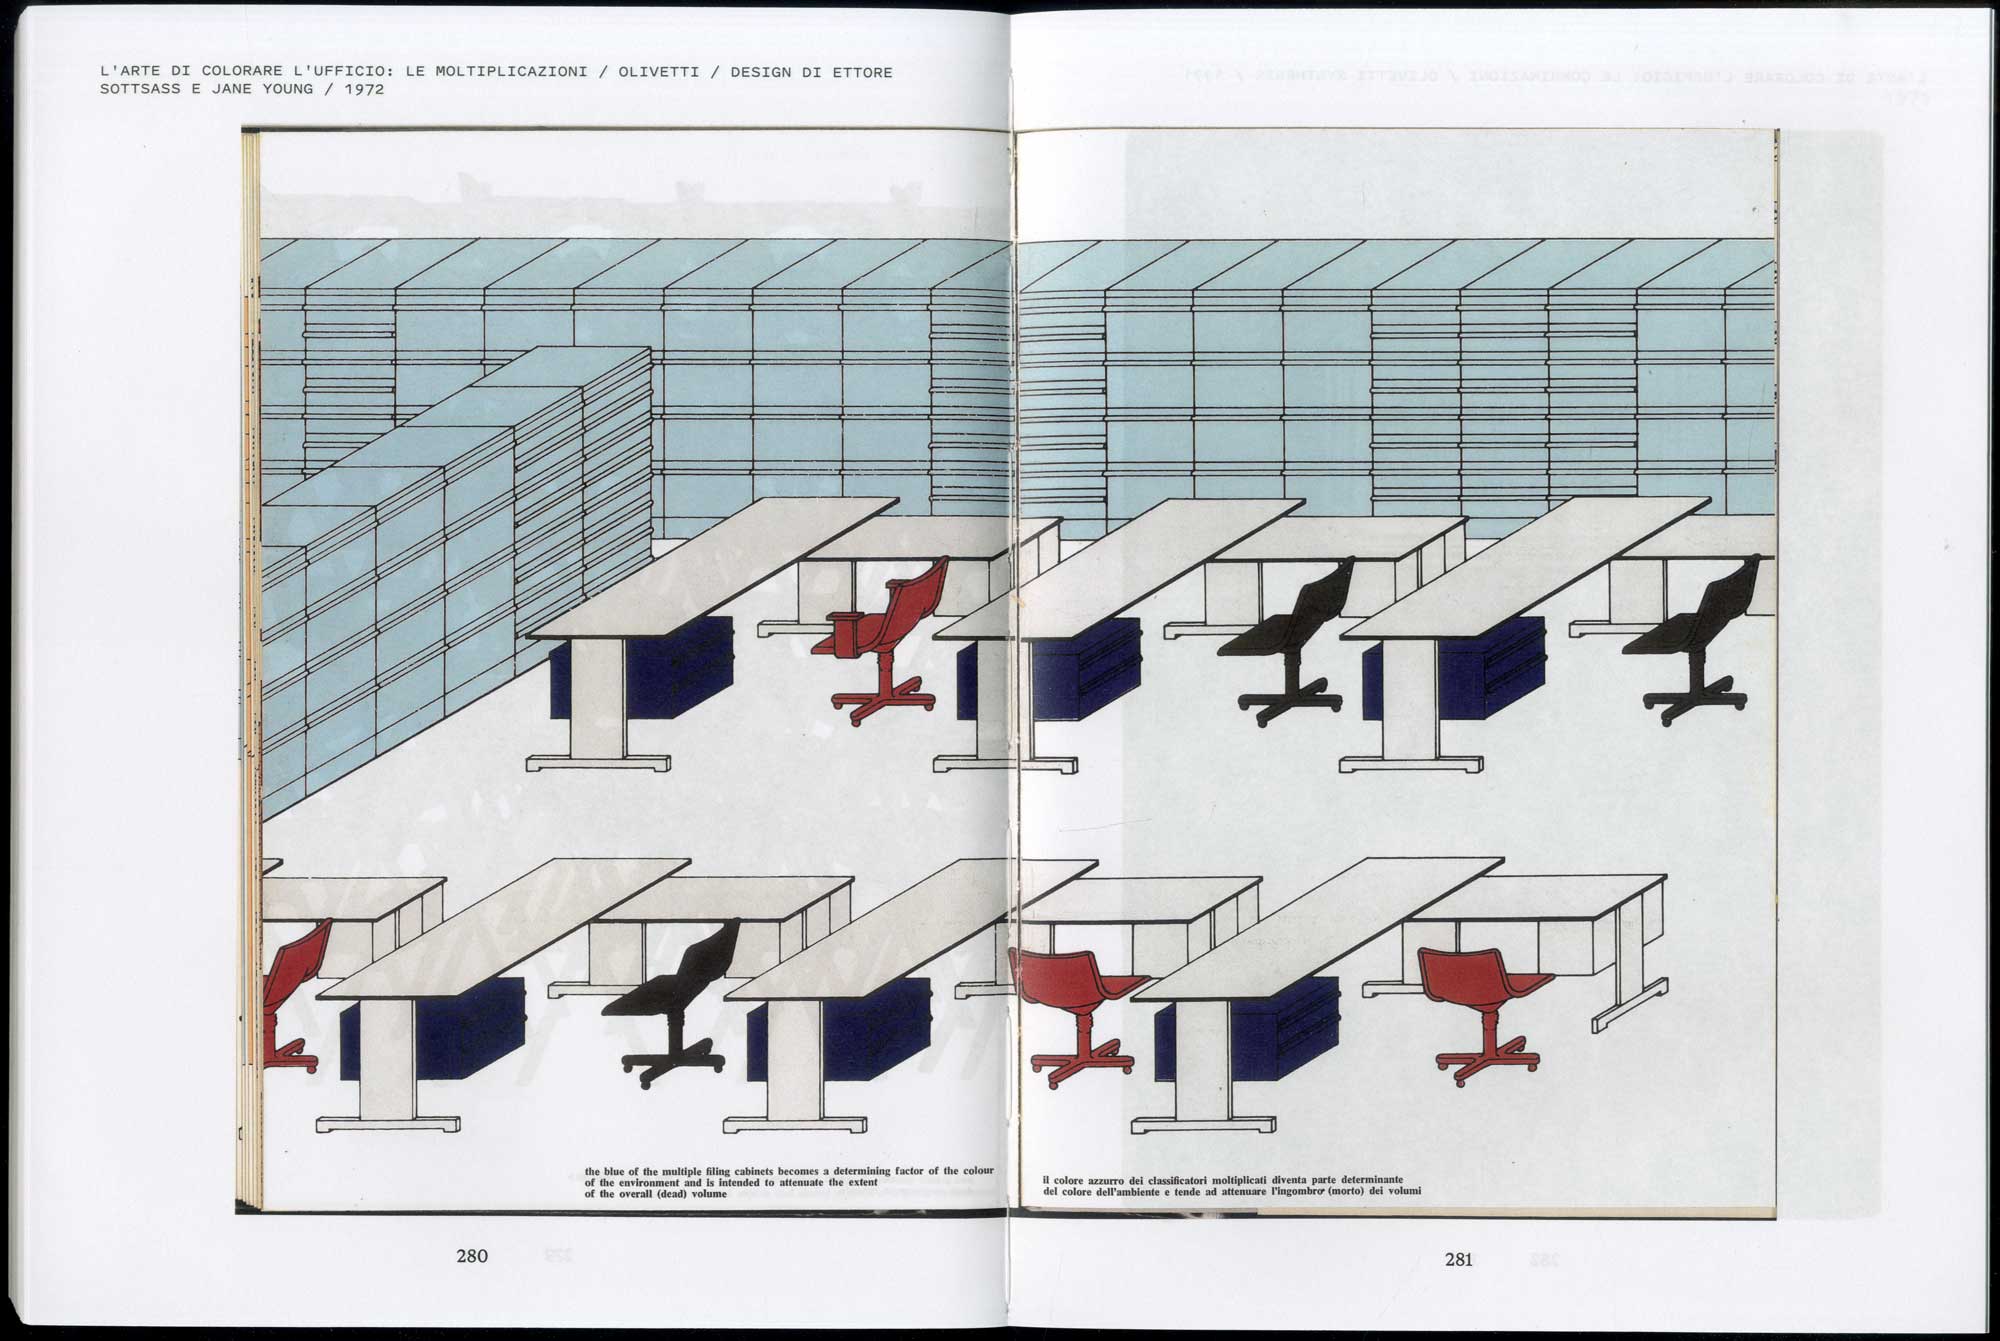 L'ARTE DI COLORARE L'UFFICIO: LE MOLTIPLICAZIONI / OLIVETTI / DESIGN DI ETTORE
SOTTSASS E JANE YOUNG / 1972
the blue of the multiple filing cabinets becomes a determining factor of the colour
of the environment and is intended to attenuate the extent
of the overall (dead) volume
il colore azzurro dei classificatori moltiplicati diventa parte determinante
del colore dell'ambiente e tende ad attenuare l'ingombro (morto) dei volumi
280
281